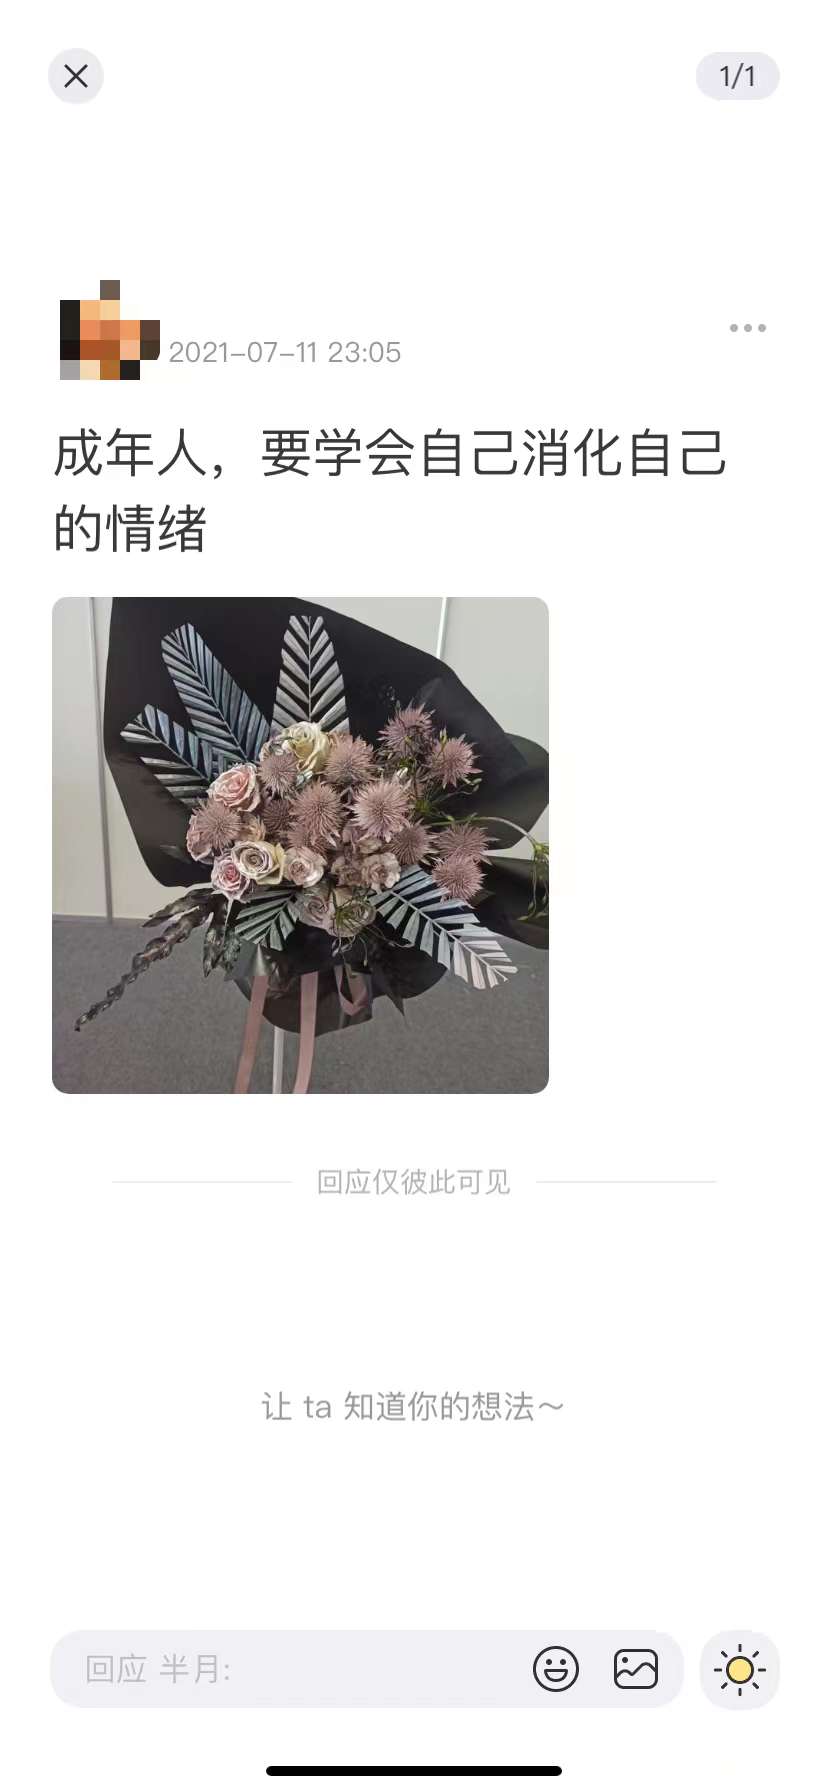 1/1
2021-07-11 23:05
成年人，要学会自己消化自己
的情绪
回应仅彼此可见
让 ta 知道你的想法～
回应 半月: